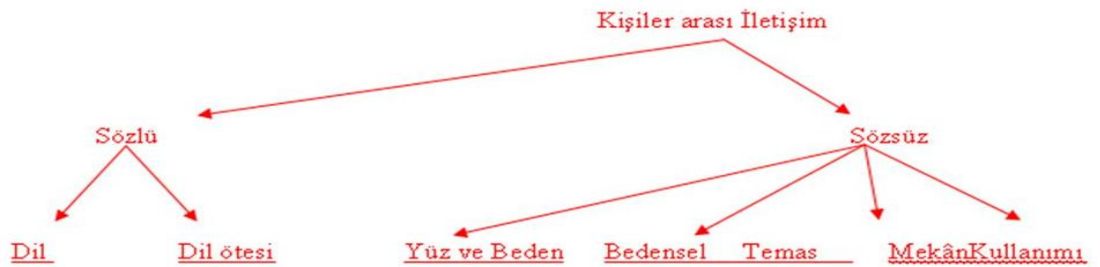 Kişiler arası İletişim
Sözlü Sözsüz
Dil Dil ötesi Yüz ve Beden Bedensel Temas MekânKullanımı